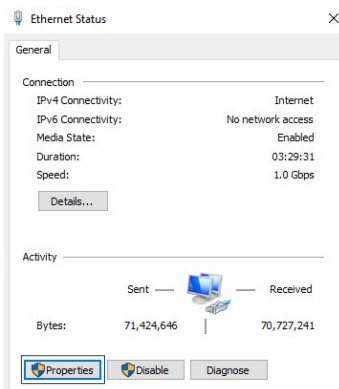 Ethernet Status
General
Connection
IPv4 Connectivity: Internet
IPv6 Connectivity: No network access
Media State: Enabled
Duration: 03:29:31
Speed: 1.0 Gbps
Details...
Activity
Sent Received
Bytes: 71,424,646 70,727,241
Properties Disable Diagnose